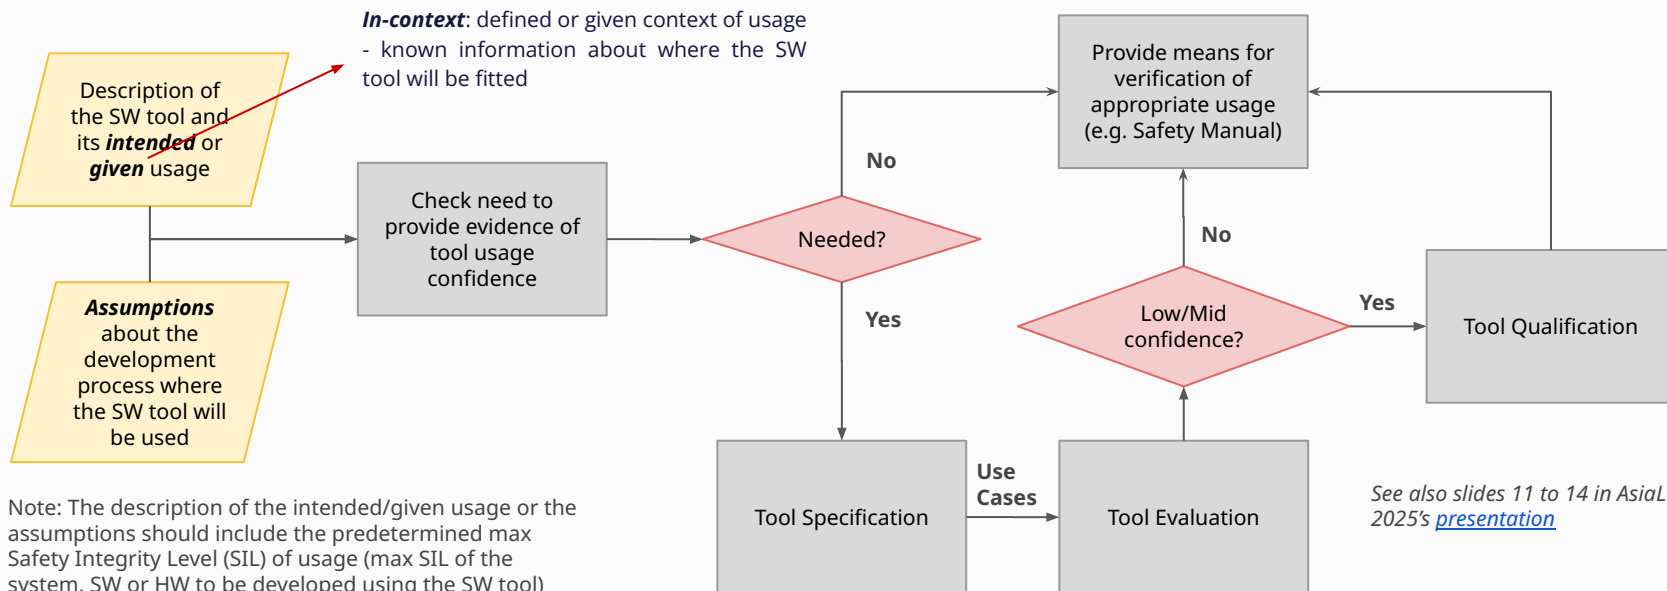 In-context: defined or given context of usage
- known information about where the SW
tool will be fitted
Description of
the SW tool and
its intended or
given usage
Assumptions
about the
development
process where
the SW tool will
be used
Check need to
provide evidence of
tool usage
confidence
Needed?
No
Yes
Provide means for
verification of
appropriate usage
(e.g. Safety Manual)
No
Low/Mid
confidence?
Yes
Tool Qualification
Tool Specification
Use
Cases
Tool Evaluation
See also slides 11 to 14 in AsiaL
2025's presentation
Note: The description of the intended/given usage or the
assumptions should include the predetermined max
Safety Integrity Level (SIL) of usage (max SIL of the
system, SW or HW to be developed using the SW tool)